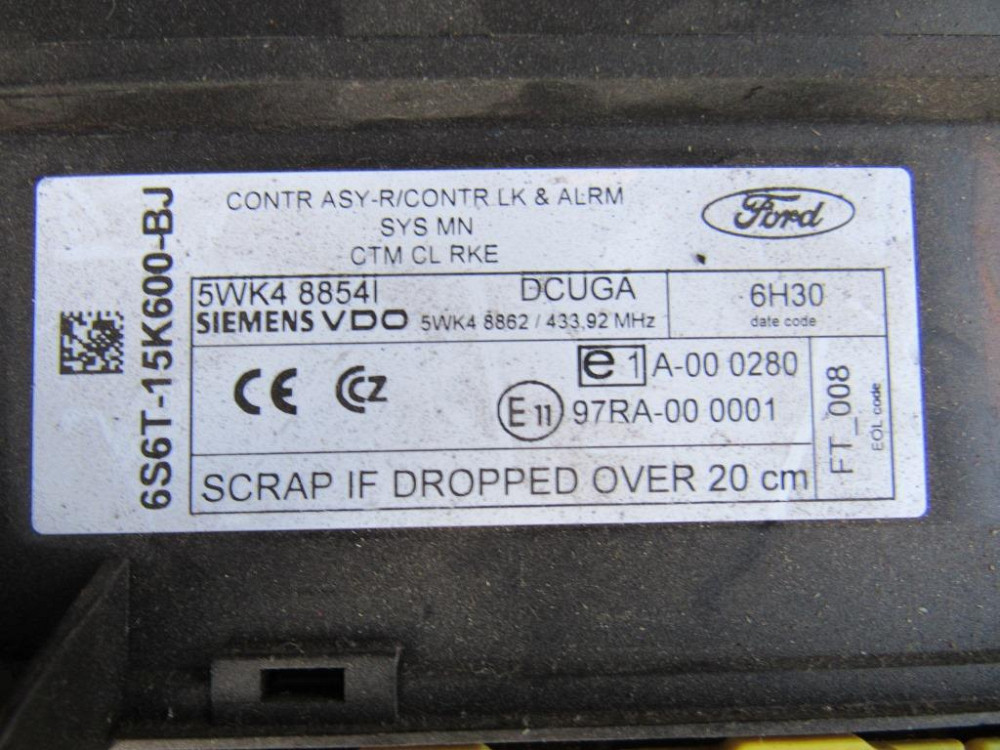 6S6T-15K600-BJ
CONTR ASY-R/CONTR LK & ALRM
SYS MN
CTM CL RKE
Ford
5WK4 8854I DCUGA
SIEMENS VDO 5WK4 8862 / 433,92 MHz
6H30
date code
CE CCZ
e 1 A-00 0280
E 11 97RA-00 0001
FT_008
EOL code
SCRAP IF DROPPED OVER 20 cm